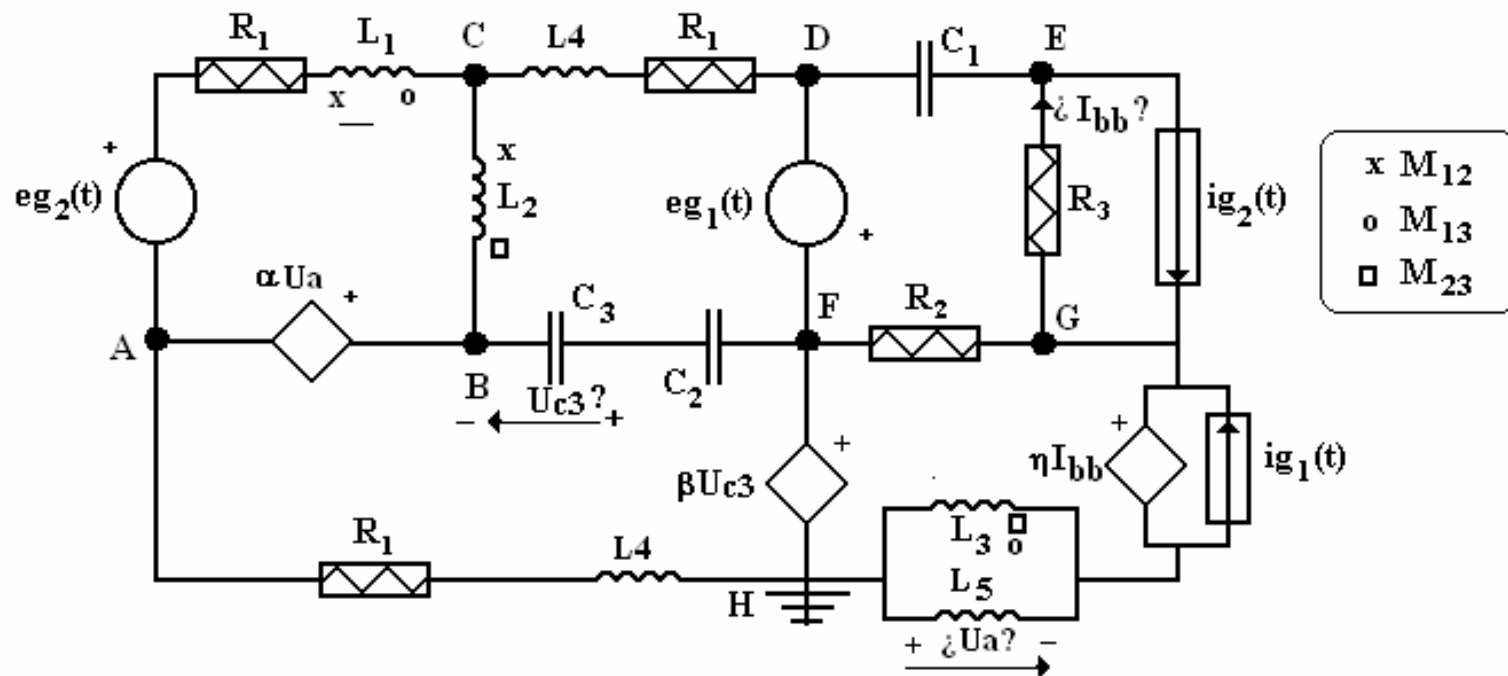 R1 L1 C L4 R1 D C1 E
x o
¿ Ibb ?
+
eg2(t)
x
L2
eg1(t)
+
R3
ig2(t)
x M12
o M13
□ M23
αUa
+
C3
F
R2
G
A
B
C2
- Uc3? +
+
βUc3
+
ηIbb
ig1(t)
R1
L4
L3
o
H
L5
+ ¿Ua? -